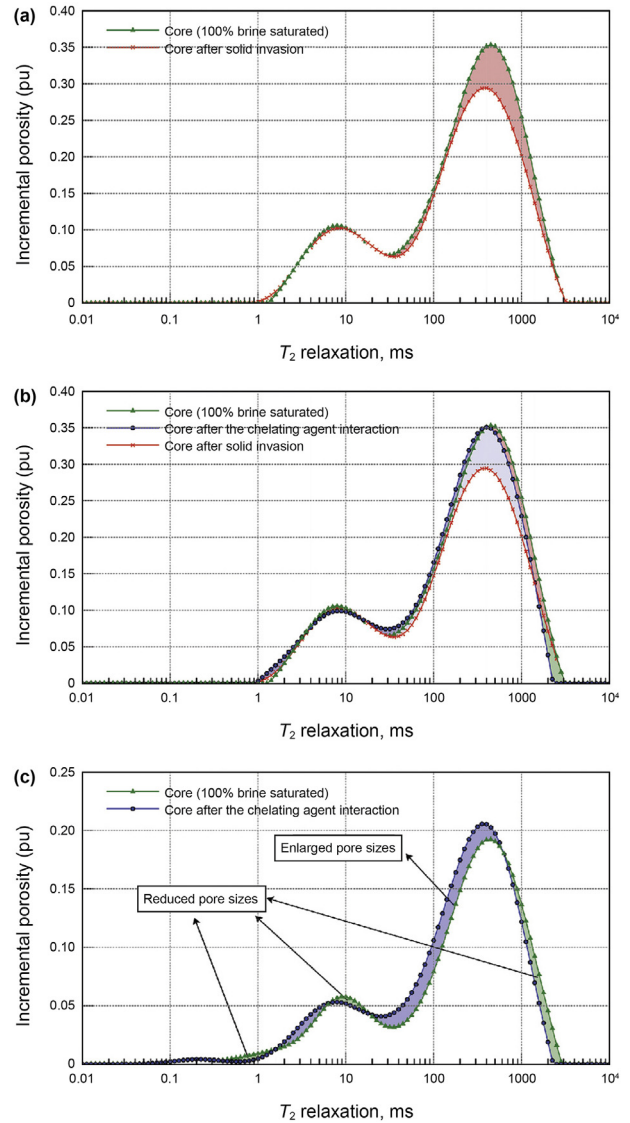 (a)
0.40
Core (100% brine saturated)
Core after solid invasion
0.35
0.30
0.25
0.20
0.15
0.10
0.05
0
Incremental porosity (pu)
0.01 0.1 1 10 100 1000 10⁴
T₂ relaxation, ms
(b)
0.40
Core (100% brine saturated)
Core after the chelating agent interaction
Core after solid invasion
0.35
0.30
0.25
0.20
0.15
0.10
0.05
0
Incremental porosity (pu)
0.01 0.1 1 10 100 1000 10⁴
T₂ relaxation, ms
(c)
0.25
Core (100% brine saturated)
Core after the chelating agent interaction
0.20
Enlarged pore sizes
0.15
Reduced pore sizes
0.10
0.05
0
Incremental porosity (pu)
0.01 0.1 1 10 100 1000 10⁴
T₂ relaxation, ms